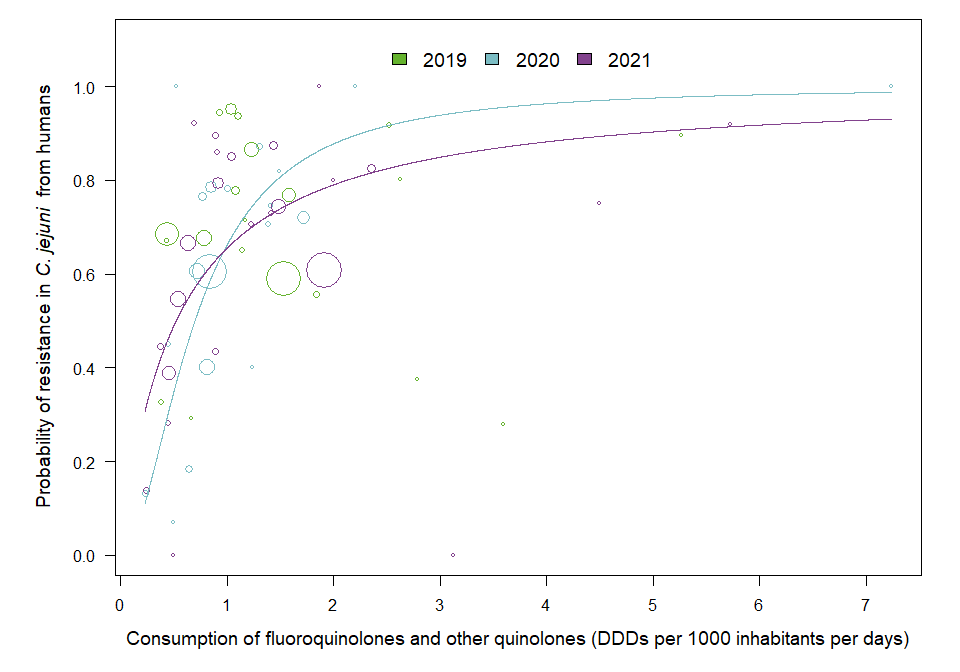 2019 2020 2021
1.0
0.8
0.6
0.4
0.2
0.0
Probability of resistance in C. jejuni from humans
0 1 2 3 4 5 6 7
Consumption of fluoroquinolones and other quinolones (DDDs per 1000 inhabitants per days)